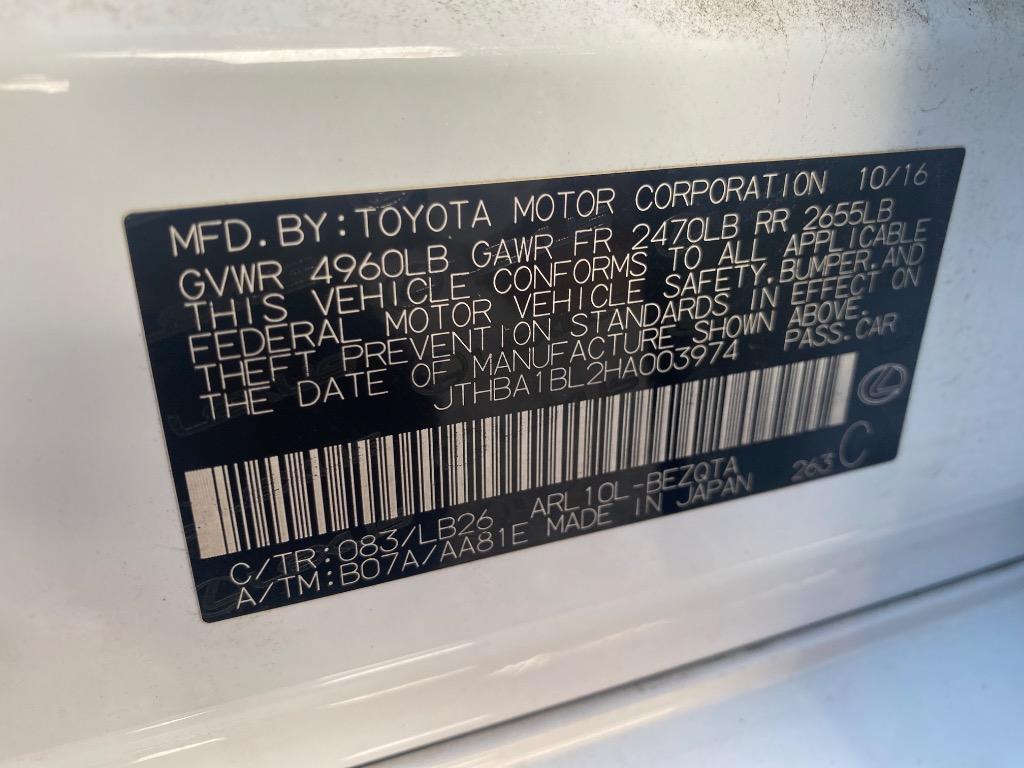 MFD. BY: TOYOTA MOTOR CORPORATION 10/16
GVWR 4960LB GAWR FR 2470LB RR 2655LB
THIS VEHICLE CONFORMS TO ALL APPLICABLE
FEDERAL MOTOR VEHICLE SAFETY, BUMPER, AND
THEFT PREVENTION STANDARDS IN EFFECT ON
THE DATE OF MANUFACTURE SHOWN ABOVE.
JTHBA1BL2HA003974 PASS. CAR
263 C
C/TR: 083/LB26 ARL10L-BEZQTA
A/TM: B07A/AA81E MADE IN JAPAN